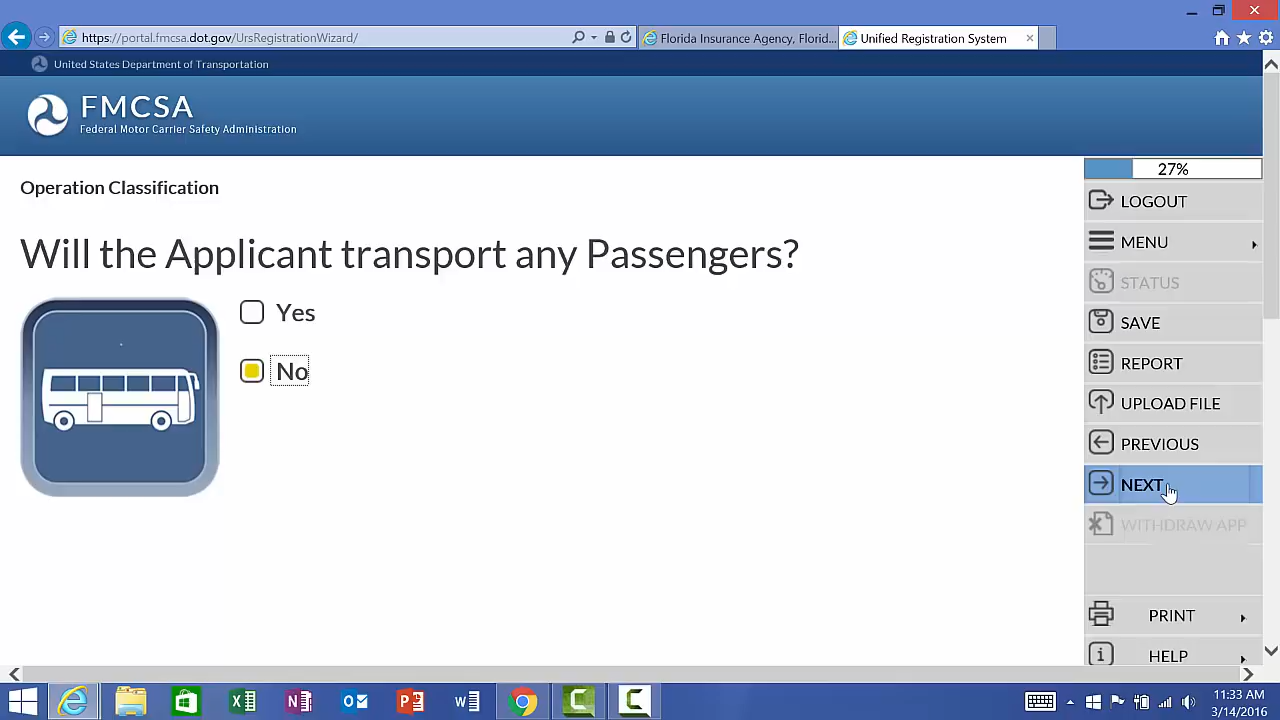 https://portal.fmcsa.dot.gov/UrsRegistrationWizard/
Florida Insurance Agency, Florid...
Unified Registration System
United States Department of Transportation
FMCSA
Federal Motor Carrier Safety Administration
27%
Operation Classification
LOGOUT
Will the Applicant transport any Passengers?
MENU
STATUS
Yes
SAVE
No
REPORT
UPLOAD FILE
PREVIOUS
NEXT
WITHDRAW APP
PRINT
HELP
11:33 AM
3/14/2016